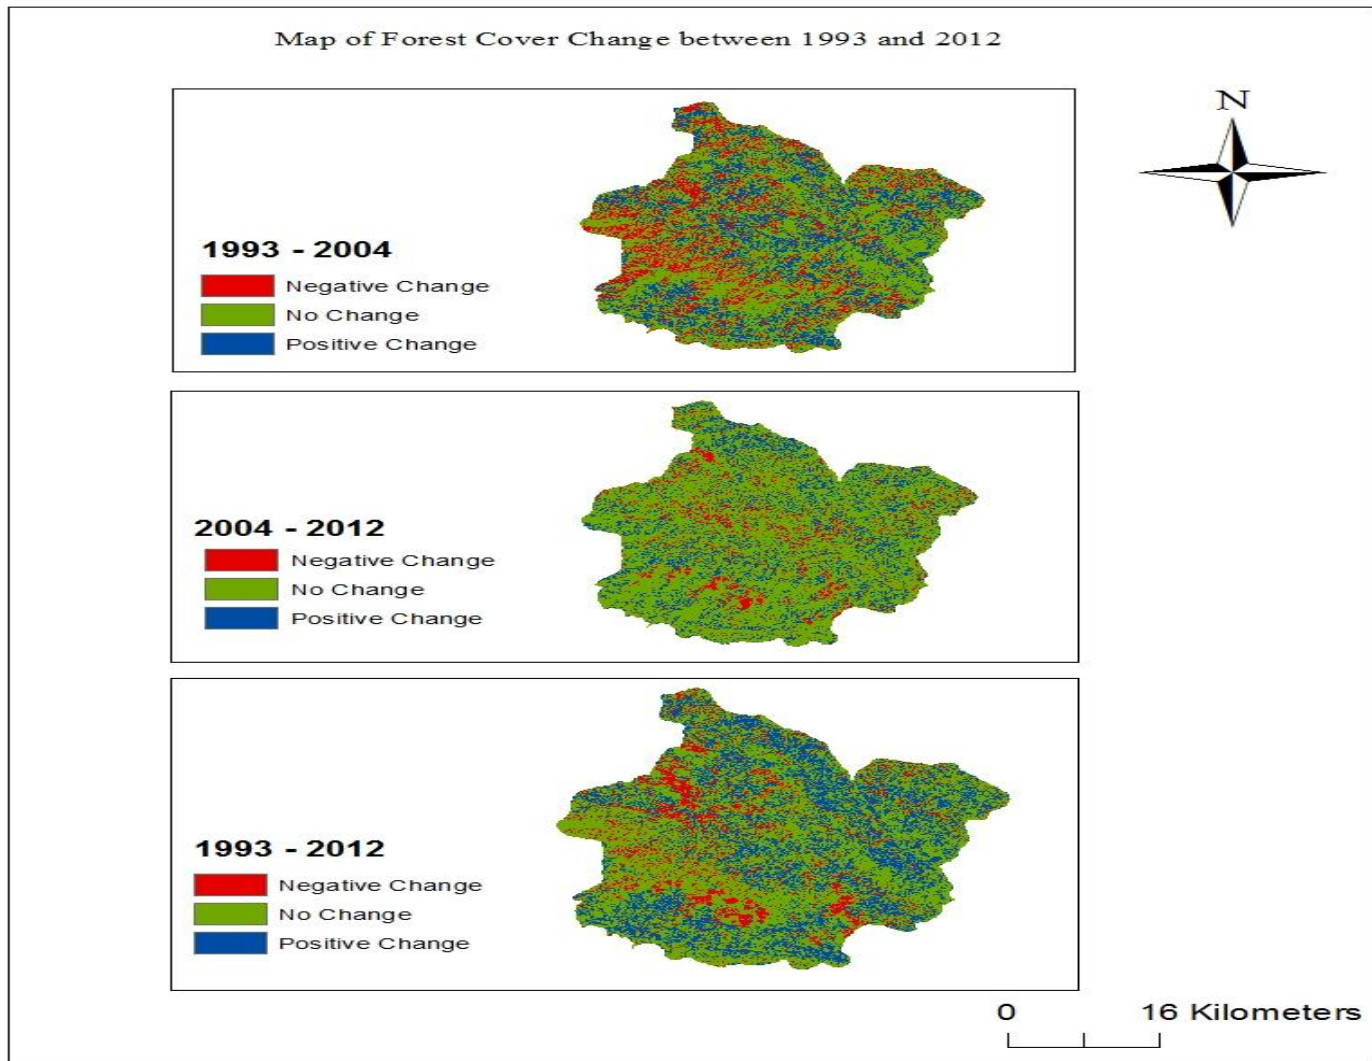 Map of Forest Cover Change between 1993 and 2012
N
1993 - 2004
Negative Change
No Change
Positive Change
2004 - 2012
Negative Change
No Change
Positive Change
1993 - 2012
Negative Change
No Change
Positive Change
0 16 Kilometers